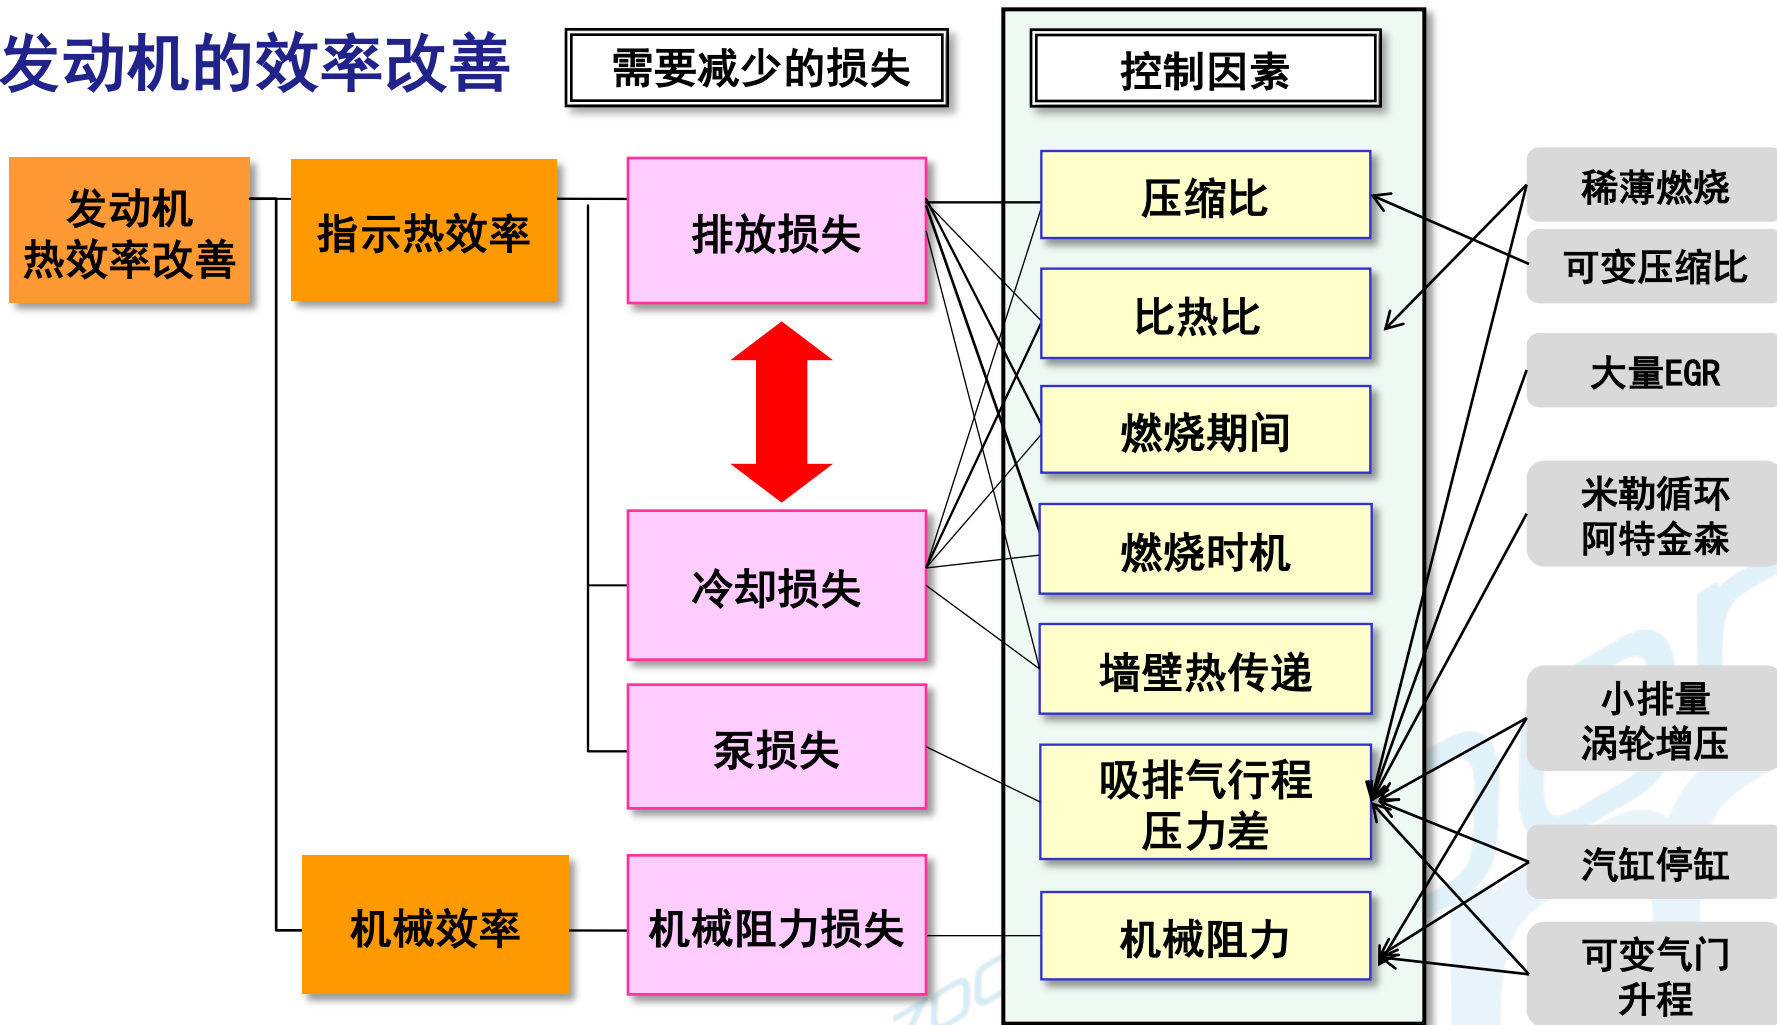 发动机的效率改善
需要减少的损失
控制因素
发动机
热效率改善
指示热效率
机械效率
排放损失
冷却损失
泵损失
机械阻力损失
压缩比
比热比
燃烧期间
燃烧时机
墙壁热传递
吸排气行程
压力差
机械阻力
稀薄燃烧
可变压缩比
大量EGR
米勒循环
阿特金森
小排量
涡轮增压
汽缸停缸
可变气门
升程